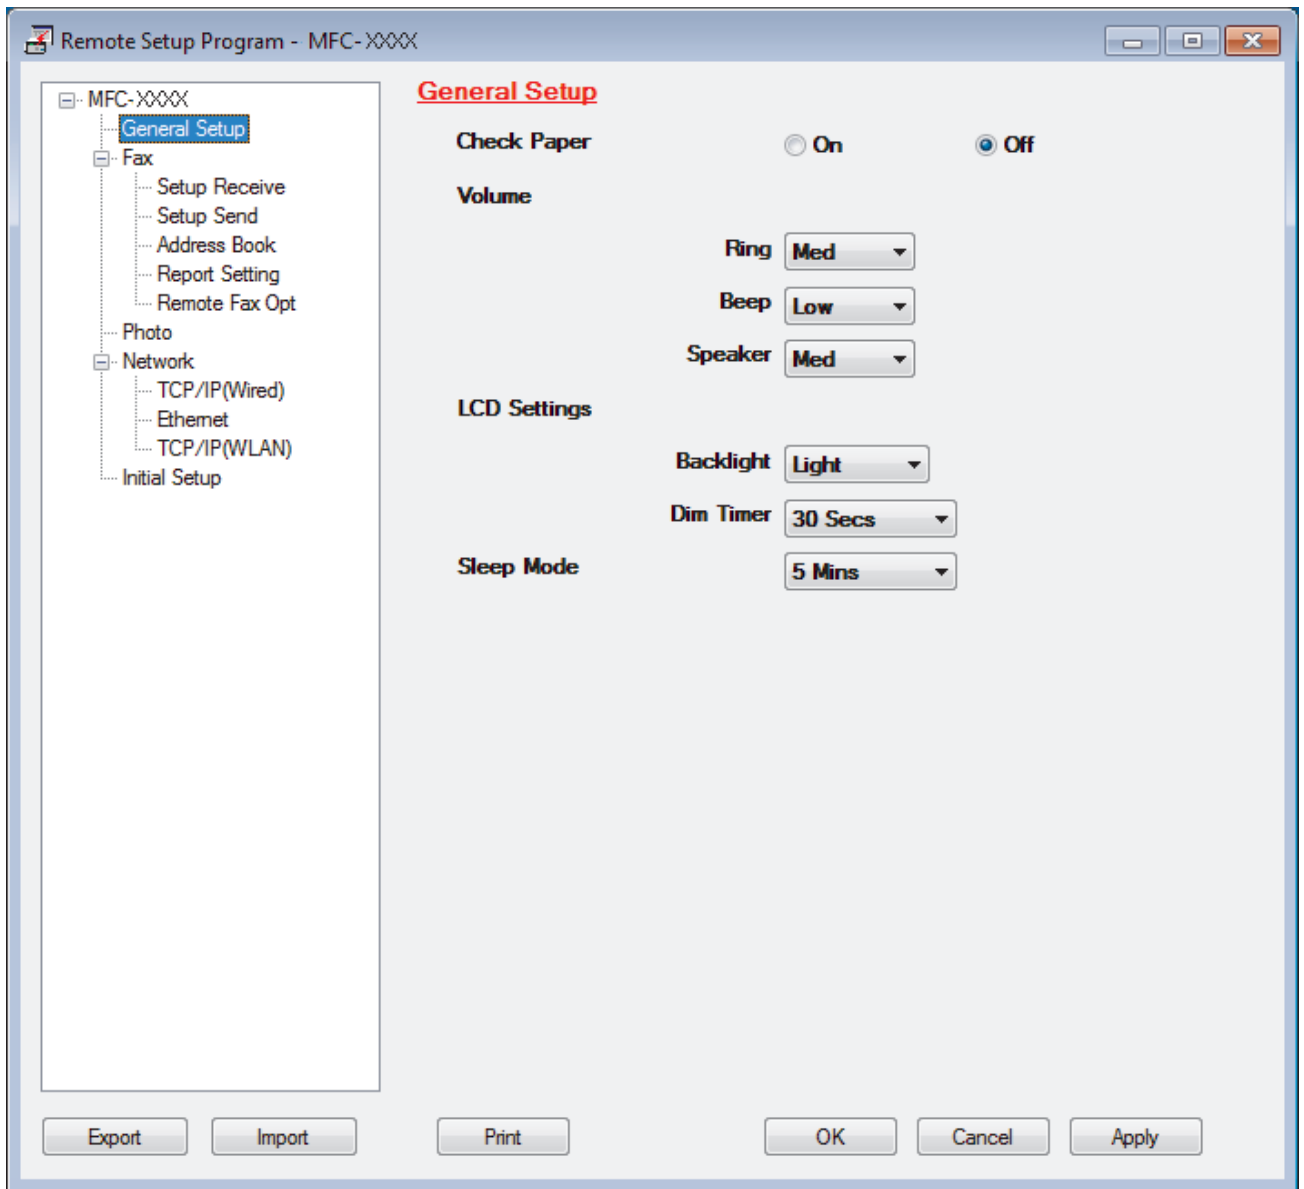 Remote Setup Program - MFC-XXXX
MFC-XXXX
General Setup
Fax
Setup Receive
Setup Send
Address Book
Report Setting
Remote Fax Opt
Photo
Network
TCP/IP(Wired)
Ethernet
TCP/IP(WLAN)
Initial Setup
General Setup
Check Paper On Off
Volume
Ring Med
Beep Low
Speaker Med
LCD Settings
Backlight Light
Dim Timer 30 Secs
Sleep Mode 5 Mins
Export Import Print OK Cancel Apply